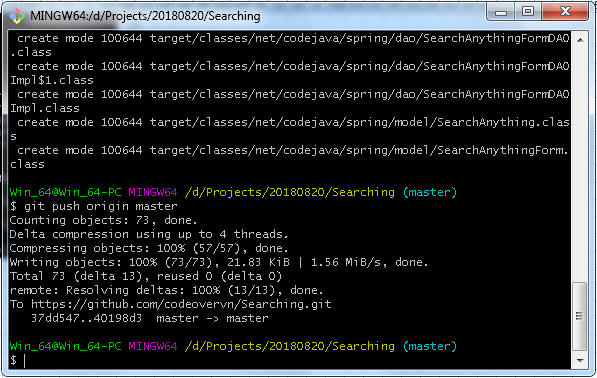 MINGW64:/d/Projects/20180820/Searching
create mode 100644 target/classes/net/codejava/spring/dao/SearchAnythingFormDAO
.class
create mode 100644 target/classes/net/codejava/spring/dao/SearchAnythingFormDAO
Impl$1.class
create mode 100644 target/classes/net/codejava/spring/dao/SearchAnythingFormDAO
Impl.class
create mode 100644 target/classes/net/codejava/spring/model/SearchAnything.clas
s
create mode 100644 target/classes/net/codejava/spring/model/SearchAnythingForm.
class
Win_64@Win_64-PC MINGW64 /d/Projects/20180820/Searching (master)
$ git push origin master
Counting objects: 73, done.
Delta compression using up to 4 threads.
Compressing objects: 100% (57/57), done.
Writing objects: 100% (73/73), 21.83 KiB | 1.56 MiB/s, done.
Total 73 (delta 13), reused 0 (delta 0)
remote: Resolving deltas: 100% (13/13), done.
To https://github.com/codeovervn/Searching.git
37dd547..40198d3  master -> master
Win_64@Win_64-PC MINGW64 /d/Projects/20180820/Searching (master)
$